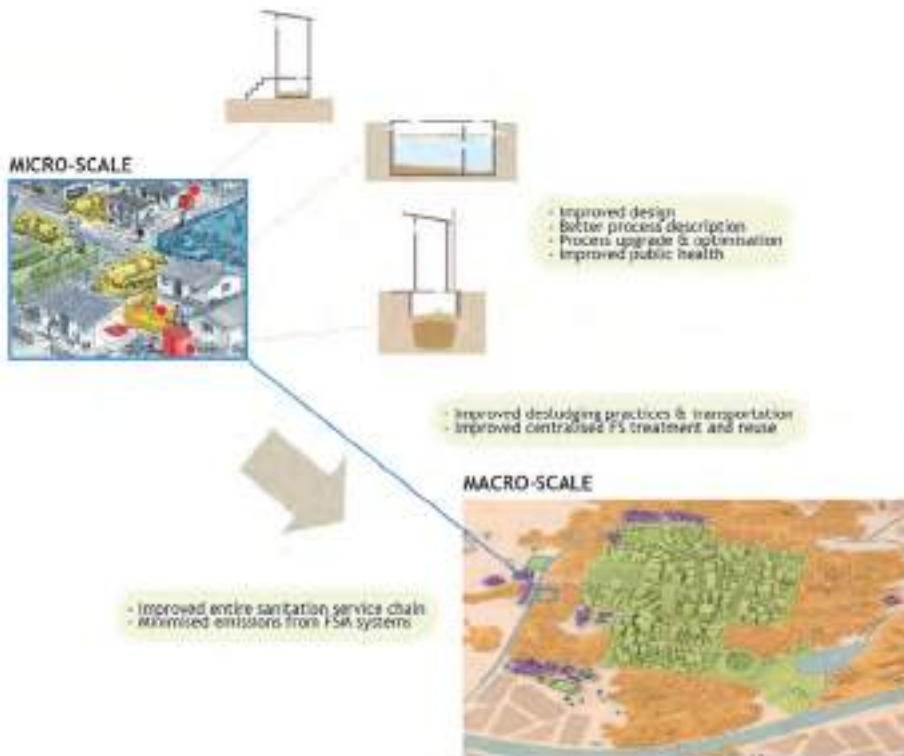 MICRO-SCALE
- Improved design
- Better process description
- Process upgrade & optimisation
- Improved public health
- Improved desludging practices & transportation
- Improved centralised FS treatment and reuse
MACRO-SCALE
- Improved entire sanitation service chain
- Minimised emissions from FSM systems